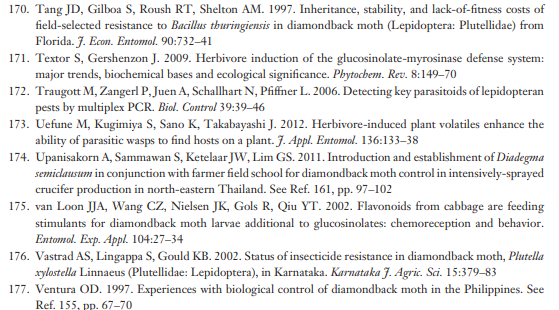 170. Tang JD, Gilboa S, Roush RT, Shelton AM. 1997. Inheritance, stability, and lack-of-fitness costs of
field-selected resistance to Bacillus thuringiensis in diamondback moth (Lepidoptera: Plutellidae) from
Florida. J. Econ. Entomol. 90:732–41
171. Textor S, Gershenzon J. 2009. Herbivore induction of the glucosinolate-myrosinase defense system:
major trends, biochemical bases and ecological significance. Phytochem. Rev. 8:149–70
172. Traugott M, Zangerl P, Juen A, Schallhart N, Pfiffner L. 2006. Detecting key parasitoids of lepidopteran
pests by multiplex PCR. Biol. Control 39:39–46
173. Uefune M, Kugimiya S, Sano K, Takabayashi J. 2012. Herbivore-induced plant volatiles enhance the
ability of parasitic wasps to find hosts on a plant. J. Appl. Entomol. 136:133–38
174. Upanisakorn A, Sammawan S, Ketelaar JW, Lim GS. 2011. Introduction and establishment of Diadegma
semiclausum in conjunction with farmer field school for diamondback moth control in intensively-sprayed
crucifer production in north-eastern Thailand. See Ref. 161, pp. 97–102
175. van Loon JJA, Wang CZ, Nielsen JK, Gols R, Qiu YT. 2002. Flavonoids from cabbage are feeding
stimulants for diamondback moth larvae additional to glucosinolates: chemoreception and behavior.
Entomol. Exp. Appl. 104:27–34
176. Vastrad AS, Lingappa S, Gould KB. 2002. Status of insecticide resistance in diamondback moth, Plutella
xylostella Linnaeus (Plutellidae: Lepidoptera), in Karnataka. Karnataka J. Agric. Sci. 15:379–83
177. Ventura OD. 1997. Experiences with biological control of diamondback moth in the Philippines. See
Ref. 155, pp. 67–70